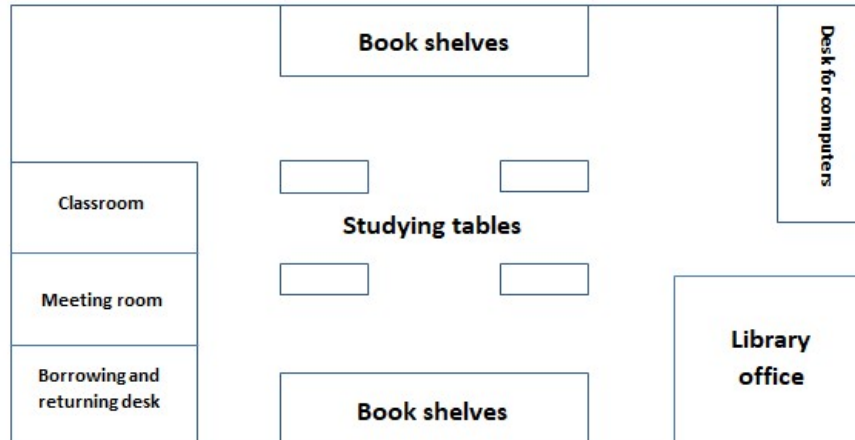 Book shelves
Desk for computers
Classroom
Studying tables
Meeting room
Library
office
Borrowing and
returning desk
Book shelves